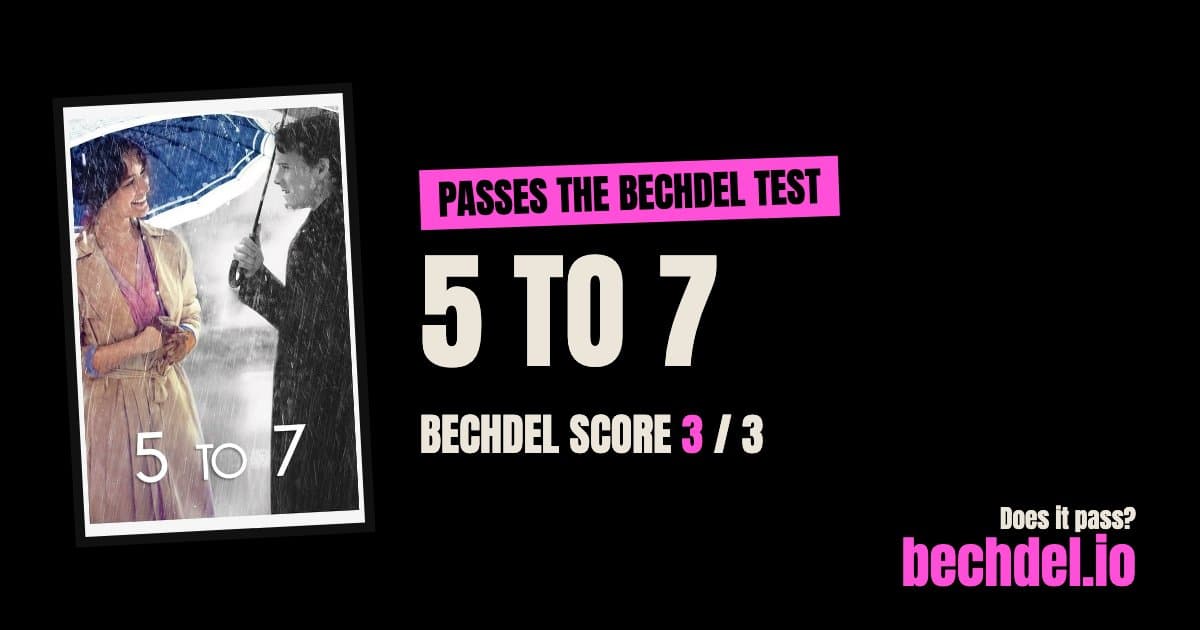 PASSES THE BECHDEL TEST
5 TO 7
BECHDEL SCORE 3 / 3
5 TO 7
Does it pass?
bechdel.io